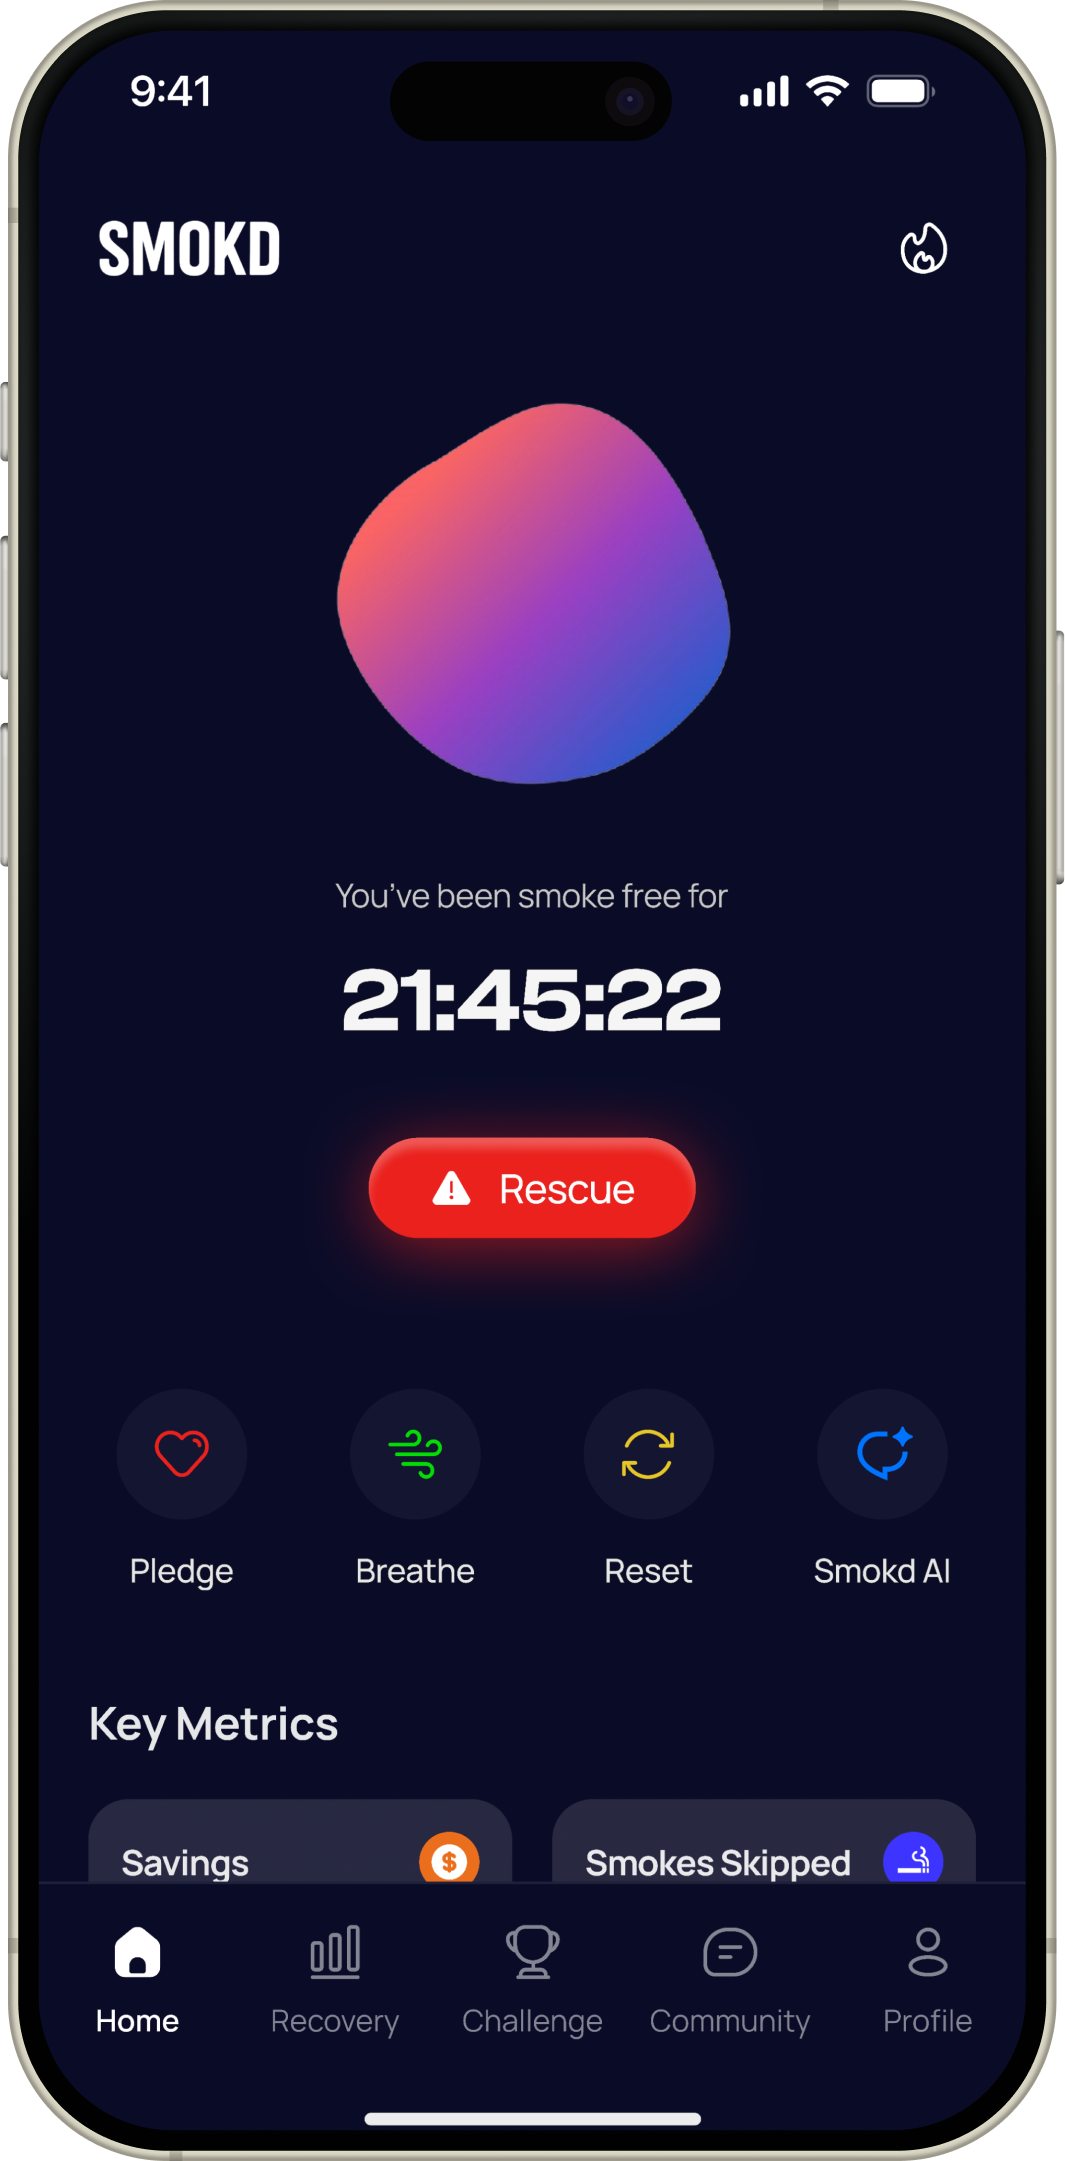 9:41
SMOKD
You've been smoke free for
21:45:22
Rescue
Pledge Breathe Reset Smokd AI
Key Metrics
Savings $ Smokes Skipped
Home Recovery Challenge Community Profile